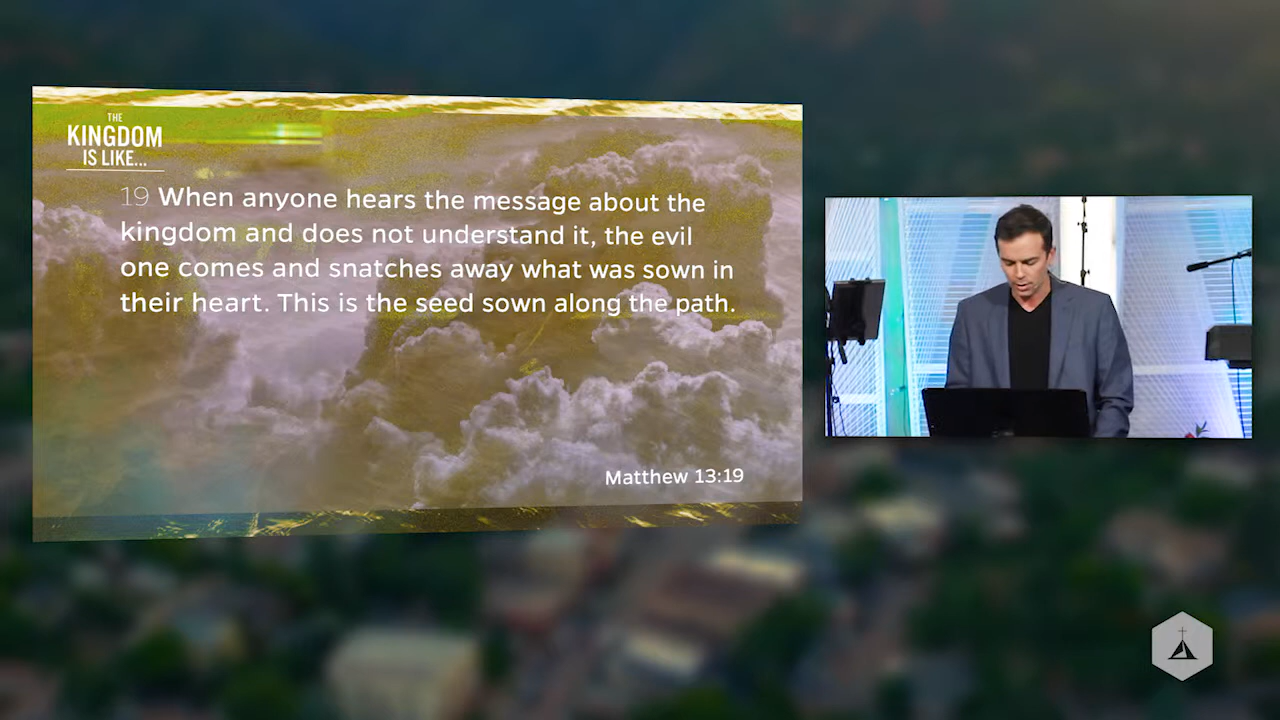 THE
KINGDOM
IS LIKE...
19 When anyone hears the message about the
kingdom and does not understand it, the evil
one comes and snatches away what was sown in
their heart. This is the seed sown along the path.
Matthew 13:19